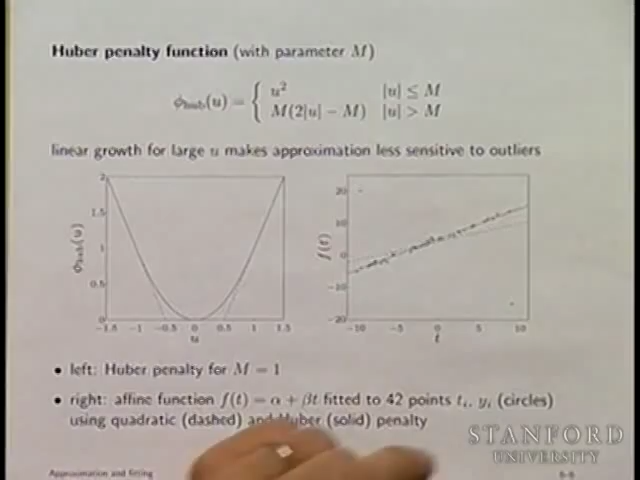 Huber penalty function (with parameter M)
ϕhub(u) = { u² |u| ≤ M
M(2|u| − M) |u| > M
linear growth for large u makes approximation less sensitive to outliers
2
1.5
1
0.5
0
−1.5 −1 −0.5 0 0.5 1 1.5
u
ϕhub(u)
20
10
0
−10
−20
−10 −5 0 5 10
t
f(t)
• left: Huber penalty for M = 1
• right: affine function f(t) = α + βt fitted to 42 points ti, yi (circles)
using quadratic (dashed) and Huber (solid) penalty
Approximation and fitting 6–6
STANFORD
UNIVERSITY